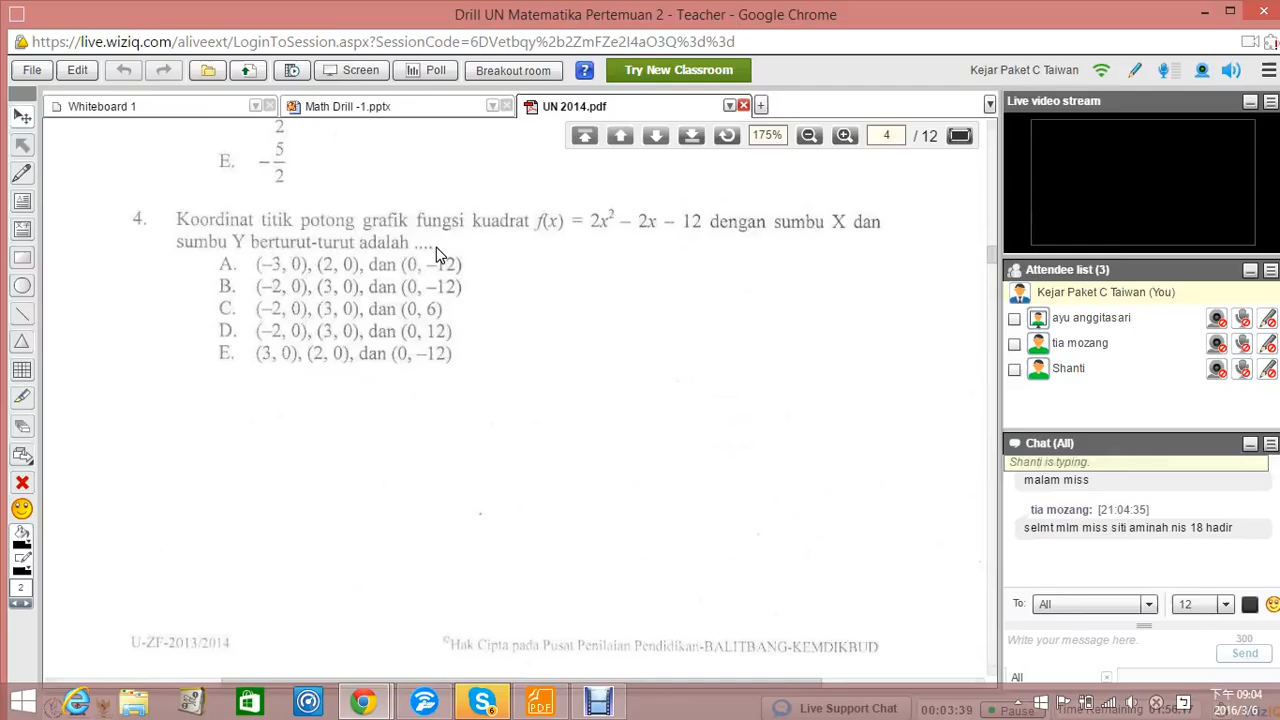 Drill UN Matematika Pertemuan 2 - Teacher - Google Chrome
https://live.wiziq.com/aliveext/LoginToSession.aspx?SessionCode=6DVetbqy%2b2ZmFZe2I4aO3Q%3d%3d
File Edit Screen Poll Breakout room ? Try New Classroom Kejar Paket C Taiwan
Whiteboard 1 Math Drill -1.pptx UN 2014.pdf
175% 4 / 12
2
E. −5/2
4. Koordinat titik potong grafik fungsi kuadrat f(x) = 2x² − 2x − 12 dengan sumbu X dan
sumbu Y berturut-turut adalah ....
A. (−3, 0), (2, 0), dan (0, −12)
B. (−2, 0), (3, 0), dan (0, −12)
C. (−2, 0), (3, 0), dan (0, 6)
D. (−2, 0), (3, 0), dan (0, 12)
E. (3, 0), (2, 0), dan (0, −12)
U-ZF-2013/2014 ©Hak Cipta pada Pusat Penilaian Pendidikan-BALITBANG-KEMDIKBUD
2
Live video stream
Attendee list (3)
Kejar Paket C Taiwan (You)
ayu anggitasari
tia mozang
Shanti
Chat (All)
Shanti is typing.
malam miss
tia mozang: [21:04:35]
selmt mlm miss siti aminah nis 18 hadir
To: All 12
Write your message here. 300
Send
All
Live Support Chat 00:03:39 Pause Time Remaining
6
下午 09:04
2016/3/6